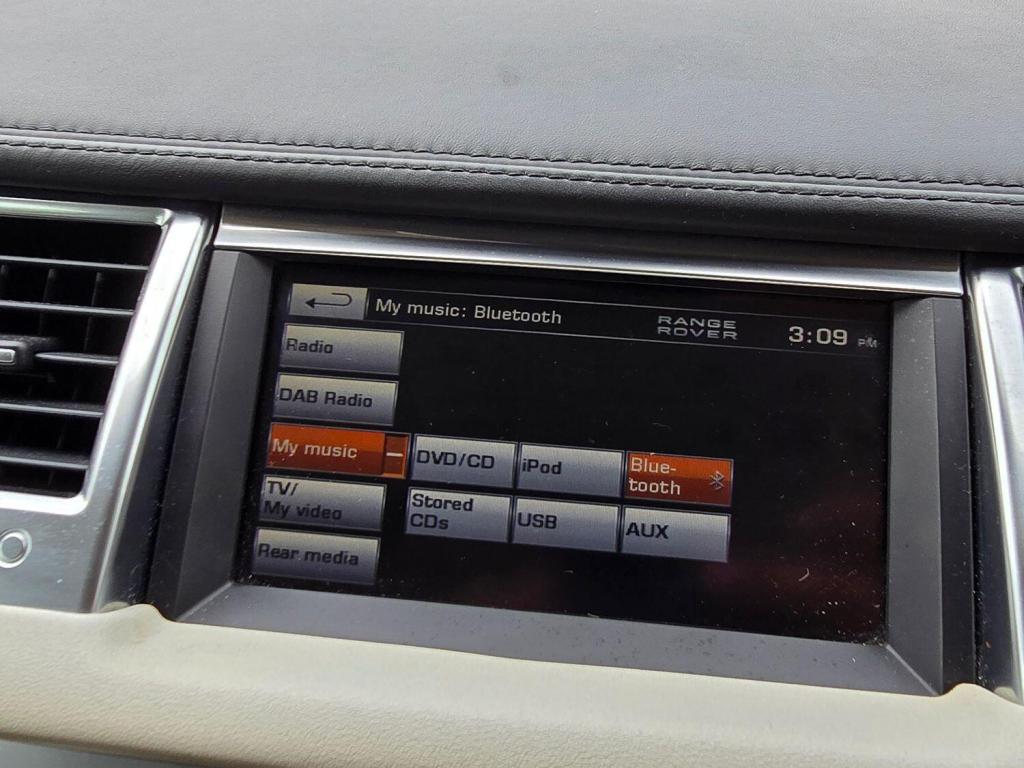 My music: Bluetooth
RANGE
ROVER
3:09 PM
Radio
DAB Radio
My music
DVD/CD
iPod
Blue-
tooth
Stored
CDs
USB
AUX
TV/
My video
Rear media